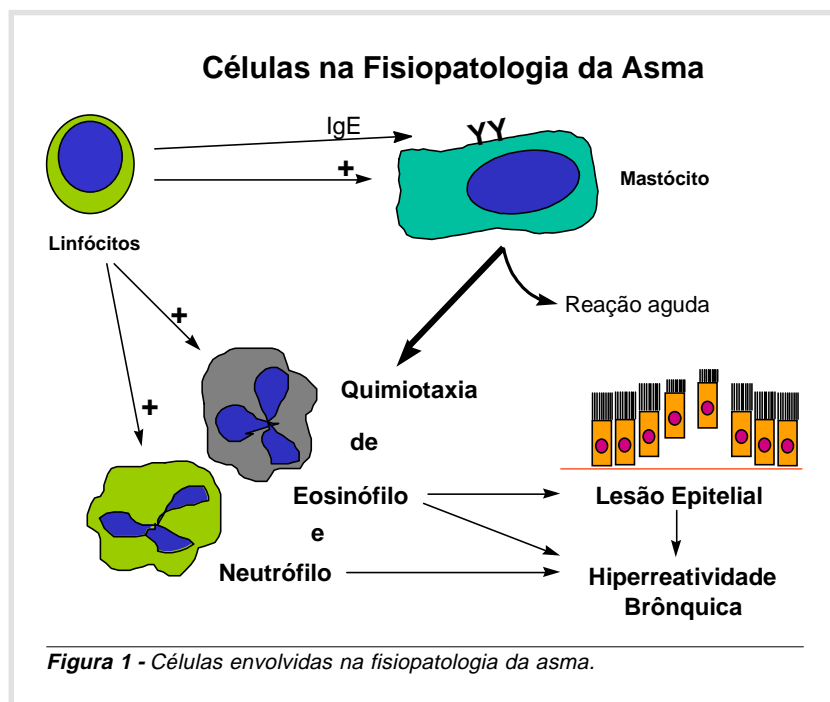 Células na Fisiopatologia da Asma
IgE
YY
+
Mastócito
Linfócitos
+
Reação aguda
+
Quimiotaxia
de
Eosinófilo
Lesão Epitelial
e
Neutrófilo
Hiperreatividade
Brônquica
Figura 1 - Células envolvidas na fisiopatologia da asma.